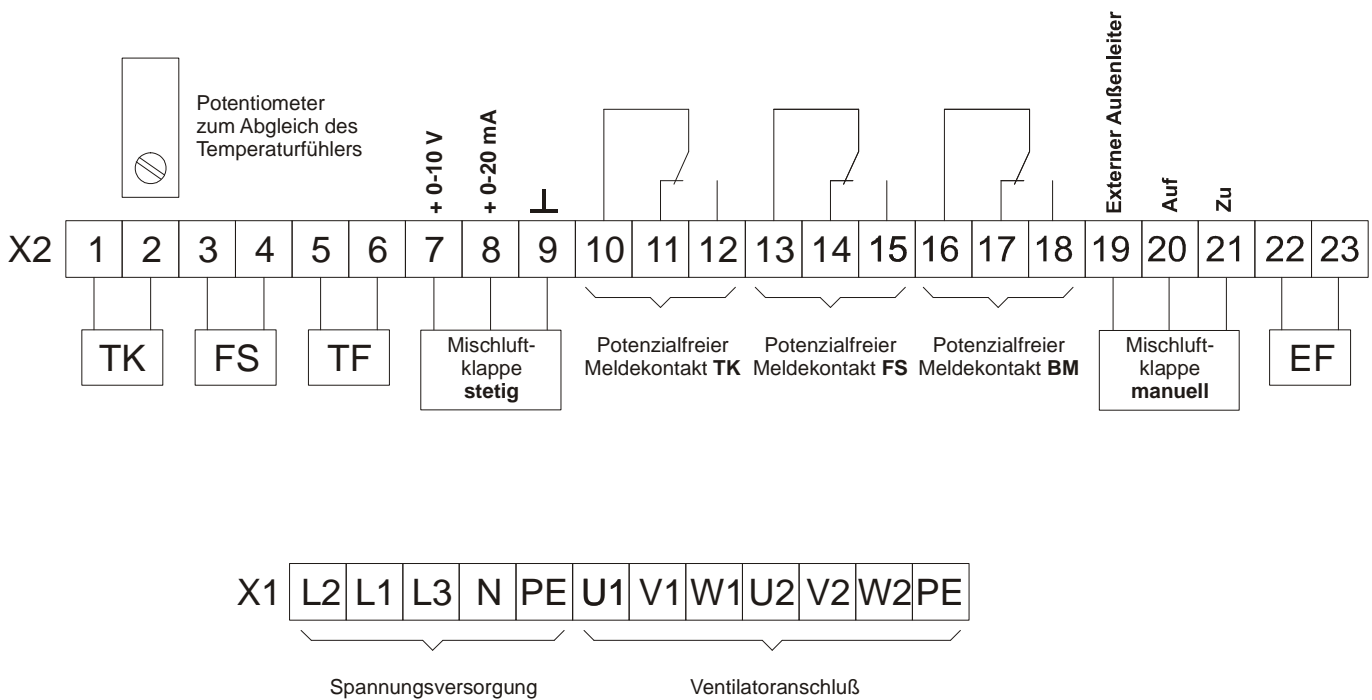 Potentiometer
zum Abgleich des
Temperaturfühlers
+ 0-10 V
+ 0-20 mA
Externer Außenleiter
Auf
Zu
X2 1 2 3 4 5 6 7 8 9 10 11 12 13 14 15 16 17 18 19 20 21 22 23
TK
FS
TF
Mischluft-
klappe
stetig
Potenzialfreier
Meldekontakt TK
Potenzialfreier
Meldekontakt FS
Potenzialfreier
Meldekontakt BM
Mischluft-
klappe
manuell
EF
X1 L2 L1 L3 N PE U1 V1 W1 U2 V2 W2 PE
Spannungsversorgung
Ventilatoranschluß